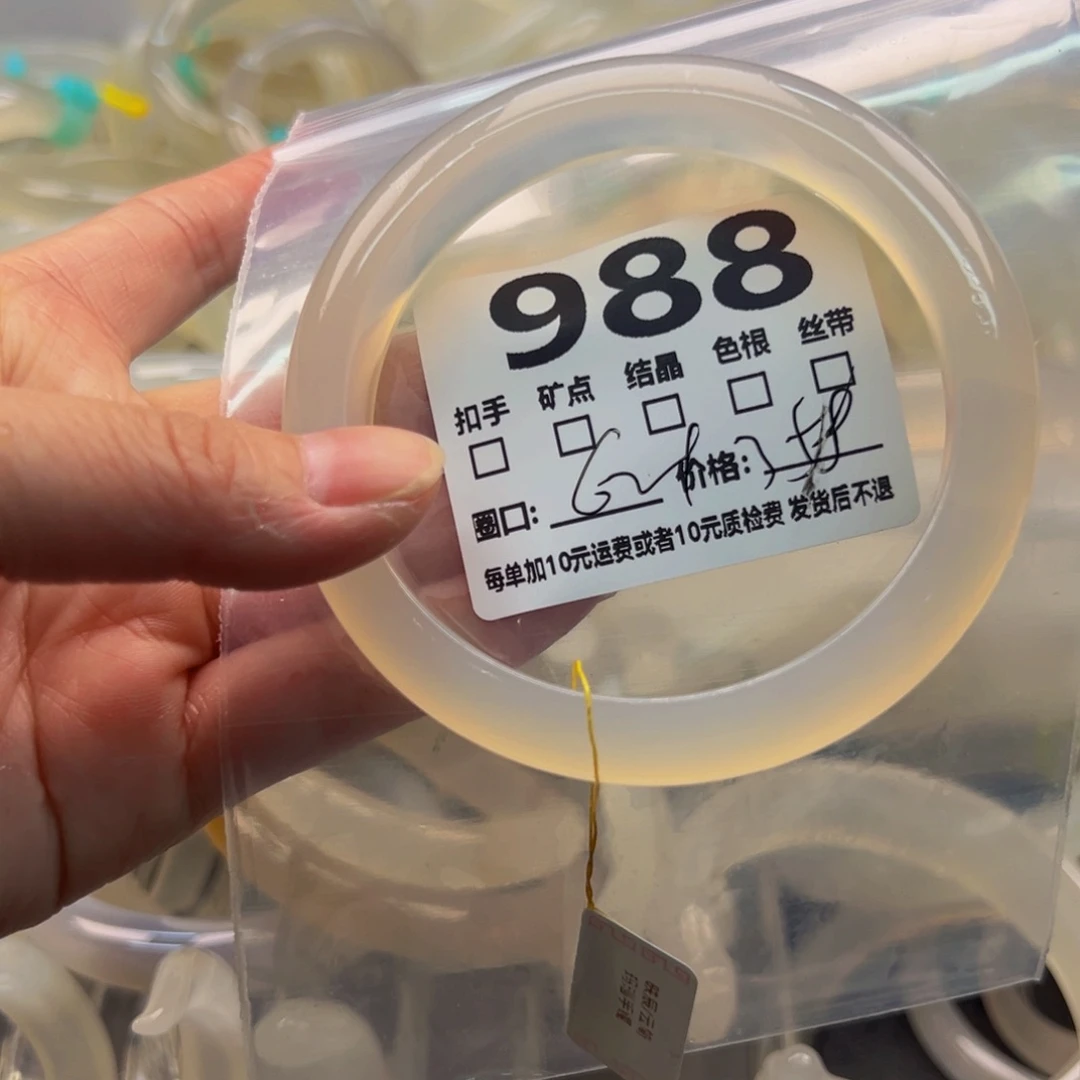 988
扣手 矿点 结晶 色根 丝带
圈口: 62 价格:
每单加10元运费或者10元质检费 发货后不退